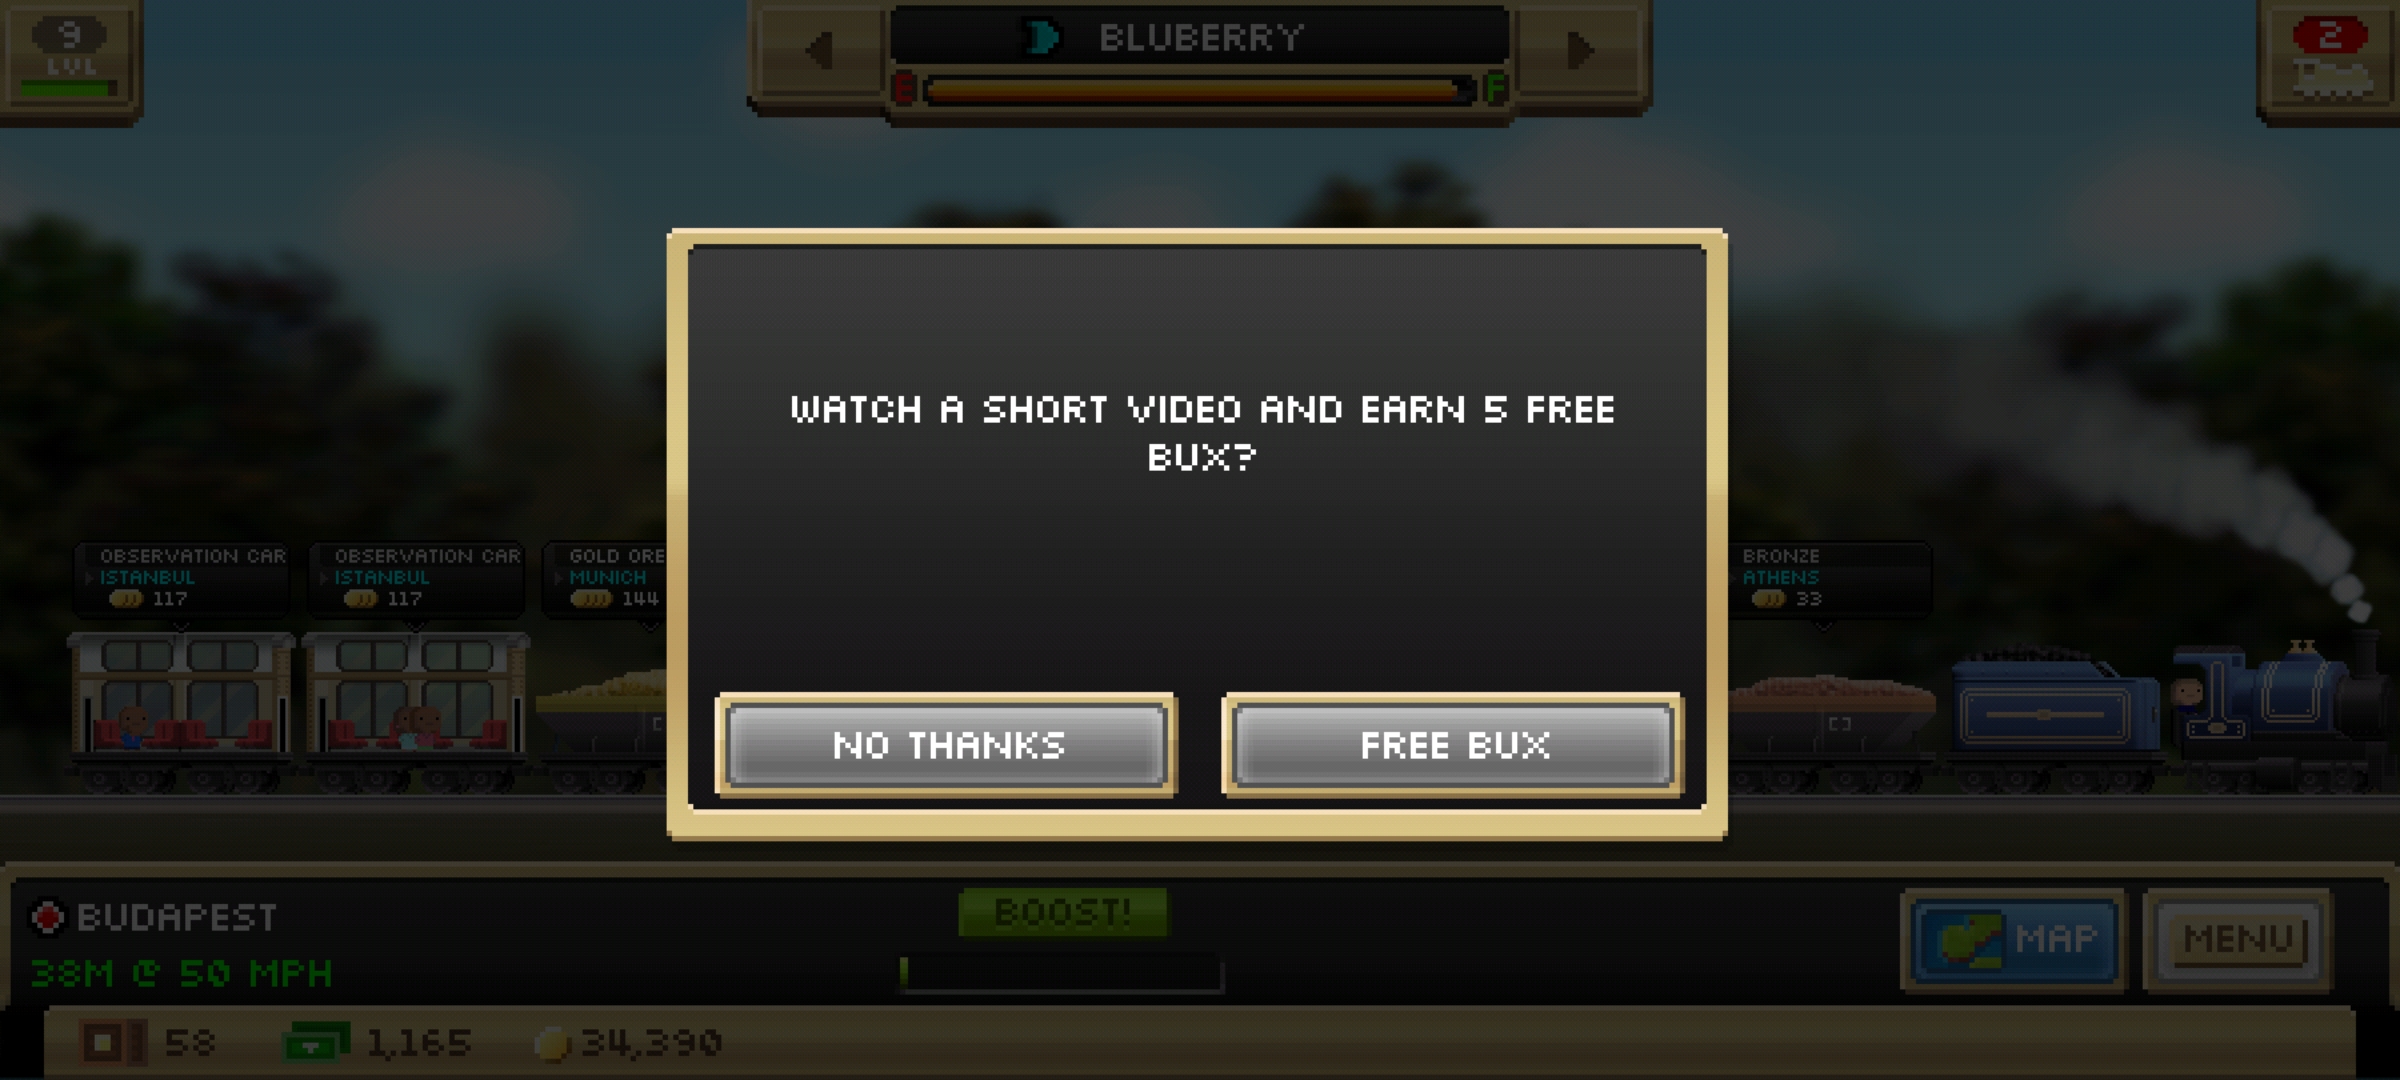 9
LVL
BLUBERRY
E
F
2
WATCH A SHORT VIDEO AND EARN 5 FREE
BUX?
NO THANKS
FREE BUX
OBSERVATION CAR
ISTANBUL
117
OBSERVATION CAR
ISTANBUL
117
GOLD ORE
MUNICH
144
BRONZE
ATHENS
33
BUDAPEST
38M @ 50 MPH
BOOST!
MAP
MENU
58
1,165
34,390